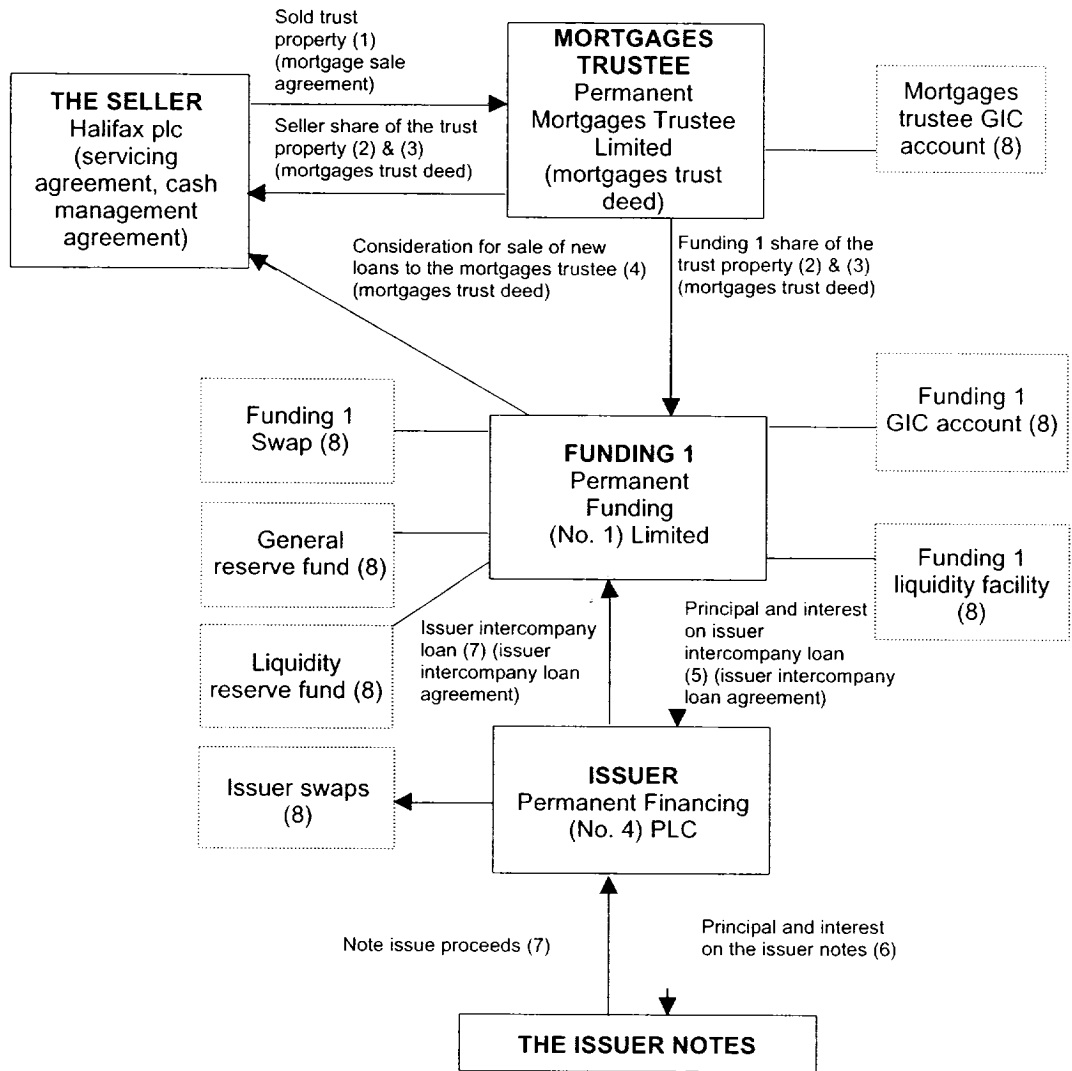 Sold trust
property (1)
(mortgage sale
agreement)
MORTGAGES
TRUSTEE
Permanent
Mortgages Trustee
Limited
(mortgages trust
deed)
Mortgages
trustee GIC
account (8)
THE SELLER
Halifax plc
(servicing
agreement, cash
management
agreement)
Seller share of the trust
property (2) & (3)
(mortgages trust deed)
Consideration for sale of new
loans to the mortgages trustee (4)
(mortgages trust deed)
Funding 1 share of the
trust property (2) & (3)
(mortgages trust deed)
Funding 1
Swap (8)
Funding 1
GIC account (8)
FUNDING 1
Permanent
Funding
(No. 1) Limited
General
reserve fund (8)
Funding 1
liquidity facility
(8)
Liquidity
reserve fund (8)
Issuer intercompany
loan (7) (issuer
intercompany loan
agreement)
Principal and interest
on issuer
intercompany loan
(5) (issuer intercompany
loan agreement)
Issuer swaps
(8)
ISSUER
Permanent Financing
(No. 4) PLC
Note issue proceeds (7)
Principal and interest
on the issuer notes (6)
THE ISSUER NOTES